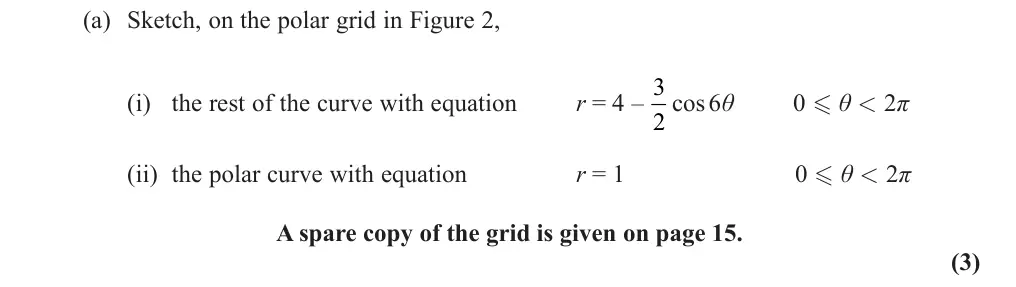 (a) Sketch, on the polar grid in Figure 2,
(i) the rest of the curve with equation r = 4 – 3/2 cos 6θ 0 ⩽ θ < 2π
(ii) the polar curve with equation r = 1 0 ⩽ θ < 2π
A spare copy of the grid is given on page 15.
(3)